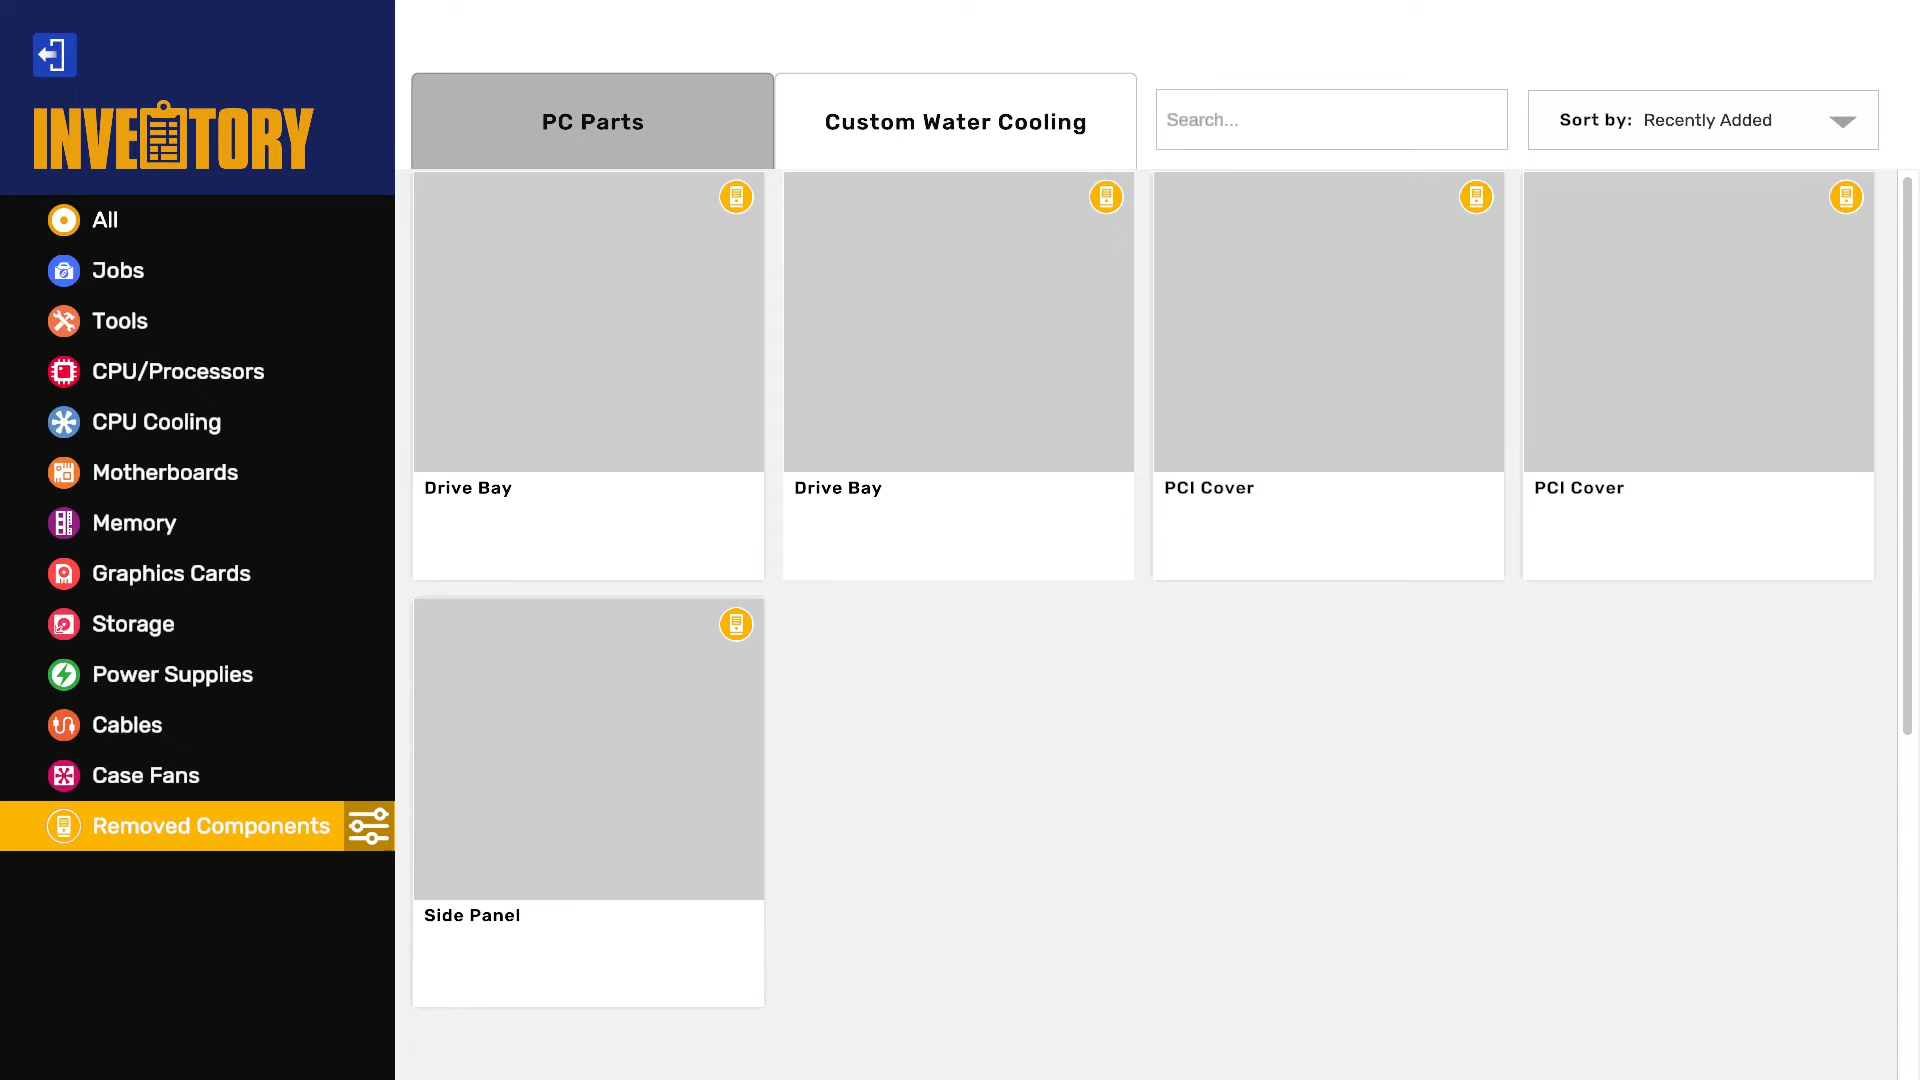 INVENTORY
All
Jobs
Tools
CPU/Processors
CPU Cooling
Motherboards
Memory
Graphics Cards
Storage
Power Supplies
Cables
Case Fans
Removed Components
PC Parts
Custom Water Cooling
Search...
Sort by: Recently Added
Drive Bay
Drive Bay
PCI Cover
PCI Cover
Side Panel